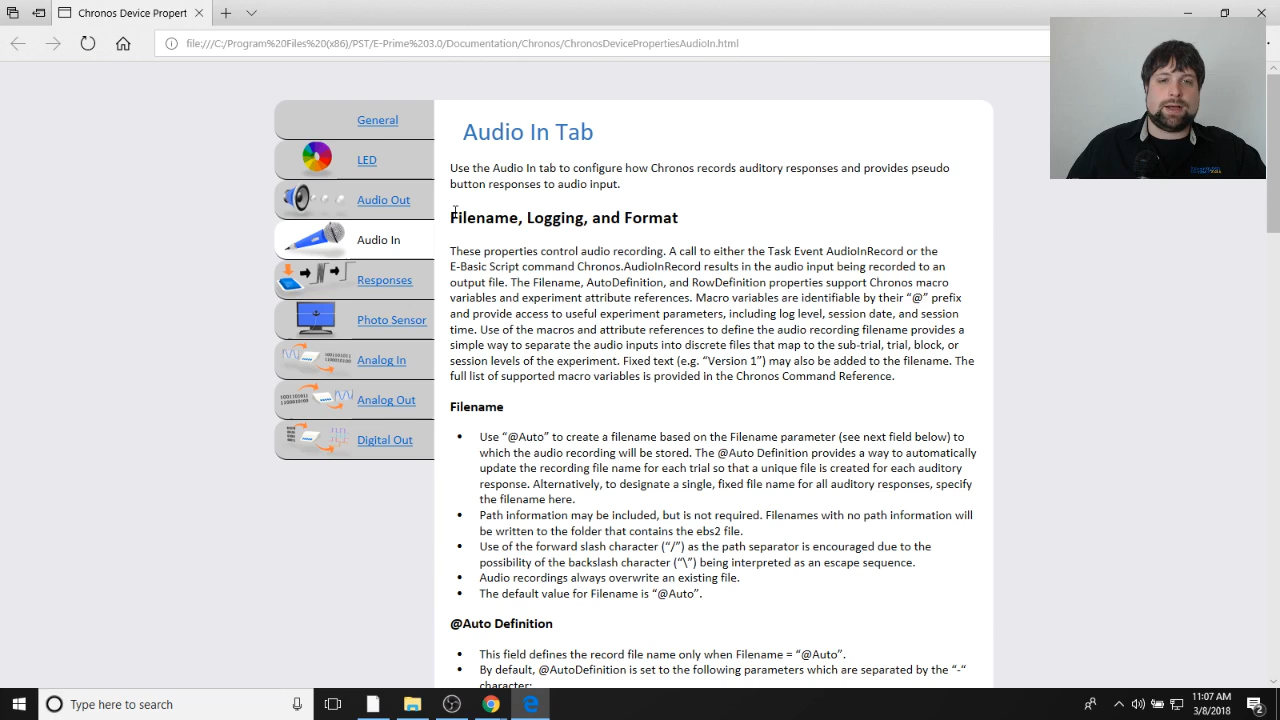 Chronos Device Propert
file:///C:/Program%20Files%20(x86)/PST/E-Prime%203.0/Documentation/Chronos/ChronosDevicePropertiesAudioIn.html
General
LED
Audio Out
Audio In
Responses
Photo Sensor
Analog In
Analog Out
Digital Out
Audio In Tab
Use the Audio In tab to configure how Chronos records auditory responses and provides pseudo
button responses to audio input.
Filename, Logging, and Format
These properties control audio recording. A call to either the Task Event AudioInRecord or the
E-Basic Script command Chronos.AudioInRecord results in the audio input being recorded to an
output file. The Filename, AutoDefinition, and RowDefinition properties support Chronos macro
variables and experiment attribute references. Macro variables are identifiable by their “@” prefix
and provide access to useful experiment parameters, including log level, session date, and session
time. Use of the macros and attribute references to define the audio recording filename provides a
simple way to separate the audio inputs into discrete files that map to the sub-trial, trial, block, or
session levels of the experiment. Fixed text (e.g. “Version 1”) may also be added to the filename. The
full list of supported macro variables is provided in the Chronos Command Reference.
Filename
• Use “@Auto” to create a filename based on the Filename parameter (see next field below) to
which the audio recording will be stored. The @Auto Definition provides a way to automatically
update the recording file name for each trial so that a unique file is created for each auditory
response. Alternatively, to designate a single, fixed file name for all auditory responses, specify
the filename here.
• Path information may be included, but is not required. Filenames with no path information will
be written to the folder that contains the ebs2 file.
• Use of the forward slash character (“/”) as the path separator is encouraged due to the
possibility of the backslash character (“\”) being interpreted as an escape sequence.
• Audio recordings always overwrite an existing file.
• The default value for Filename is “@Auto”.
@Auto Definition
• This field defines the record file name only when Filename = “@Auto”.
• By default, @AutoDefinition is set to the following parameters which are separated by the “-“
character:
Type here to search
11:07 AM
3/8/2018
2